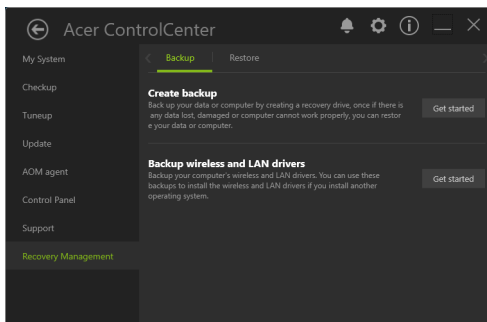 Acer ControlCenter
My System
Checkup
Tuneup
Update
AOM agent
Control Panel
Support
Recovery Management
Backup
Restore
Create backup
Back up your data or computer by creating a recovery drive, once if there is
any data lost, damaged or computer cannot work properly, you can restor
e your data or computer.
Get started
Backup wireless and LAN drivers
Backup your computer's wireless and LAN drivers. You can use these
backups to install the wireless and LAN drivers if you install another
operating system.
Get started